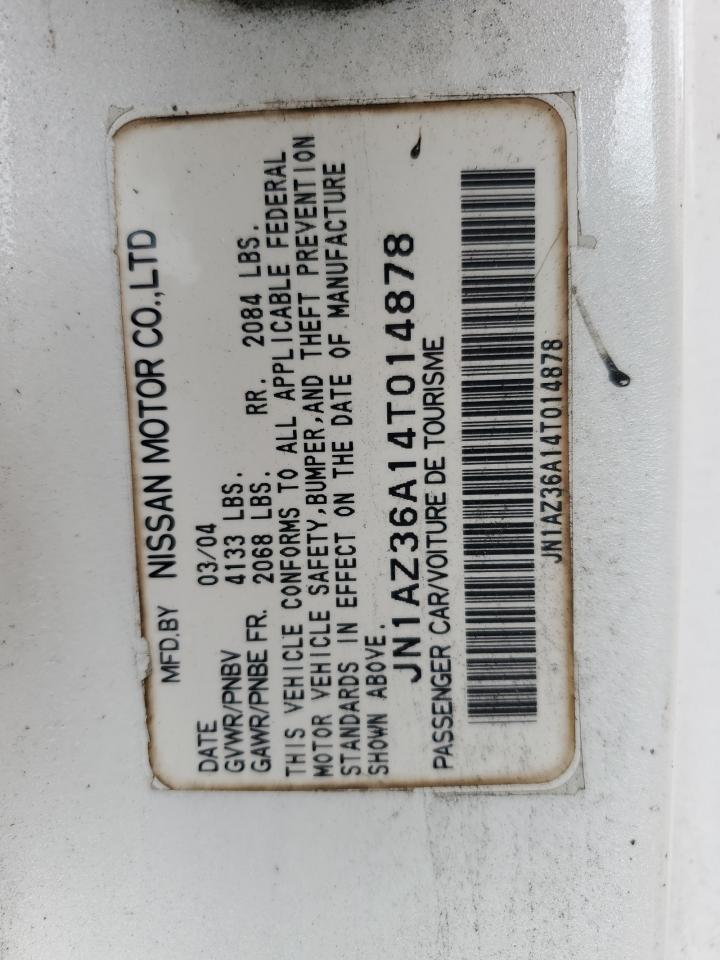 MFD.BY NISSAN MOTOR CO.,LTD
DATE 03/04
GVWR/PNBV 4133 LBS.
GAWR/PNBE FR. 2068 LBS. RR. 2084 LBS.
THIS VEHICLE CONFORMS TO ALL APPLICABLE FEDERAL
MOTOR VEHICLE SAFETY,BUMPER,AND THEFT PREVENTION
STANDARDS IN EFFECT ON THE DATE OF MANUFACTURE
SHOWN ABOVE.
JN1AZ36A14T014878
PASSENGER CAR/VOITURE DE TOURISME
JN1AZ36A14T014878